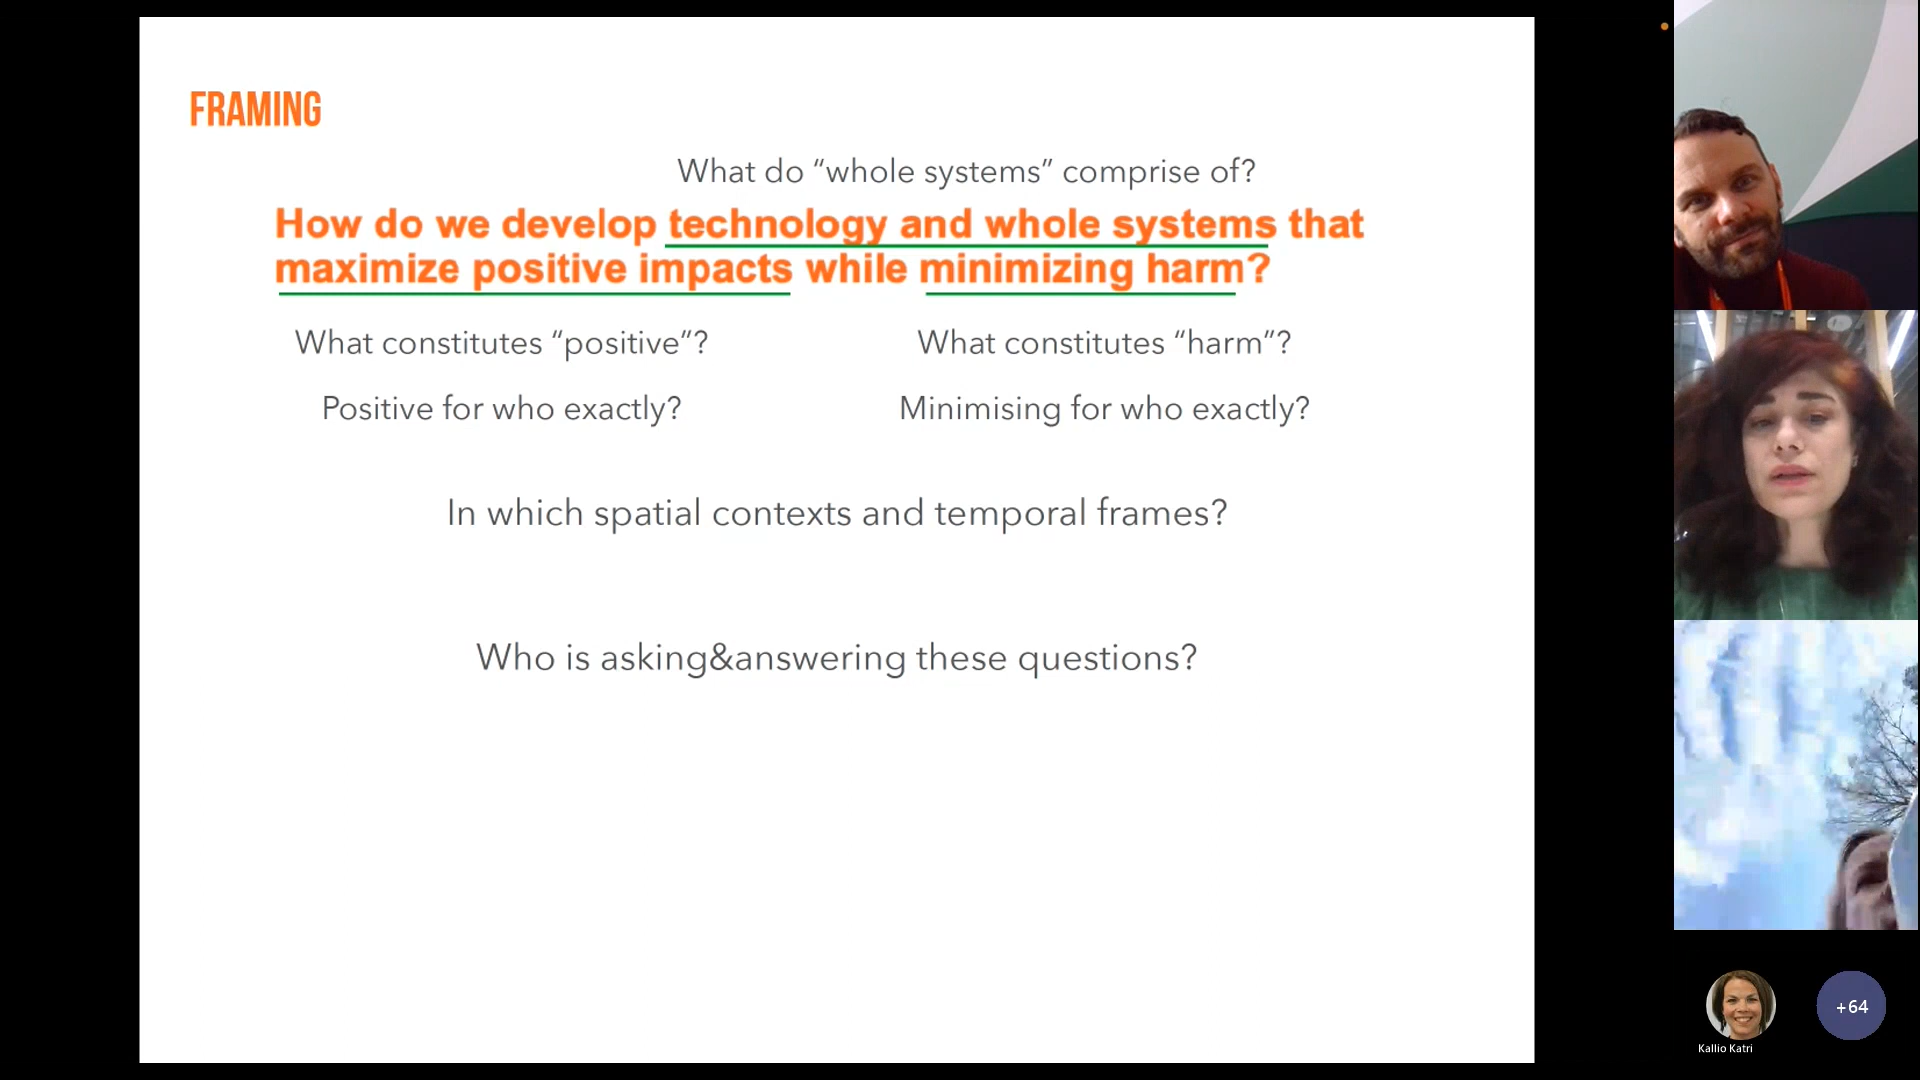 FRAMING
What do “whole systems” comprise of?
How do we develop technology and whole systems that
maximize positive impacts while minimizing harm?
What constitutes “positive”?
What constitutes “harm”?
Positive for who exactly?
Minimising for who exactly?
In which spatial contexts and temporal frames?
Who is asking&answering these questions?
+64
Kallio Katri